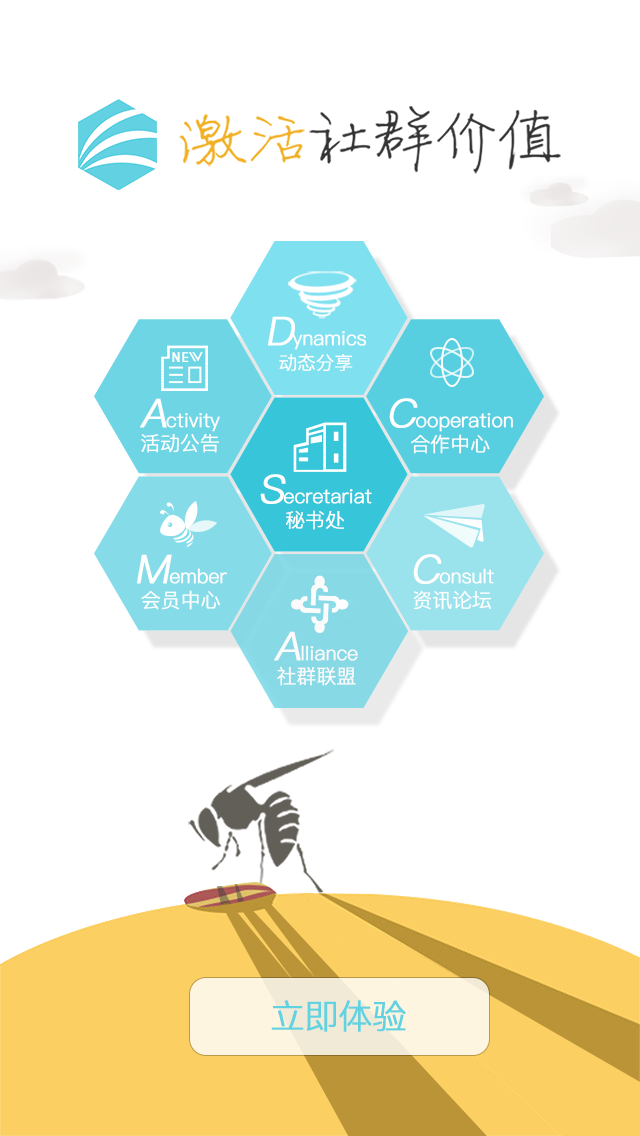 激活社群价值
Dynamics
动态分享
NEW
Activity
活动公告
Cooperation
合作中心
Secretariat
秘书处
Member
会员中心
Consult
资讯论坛
Alliance
社群联盟
立即体验